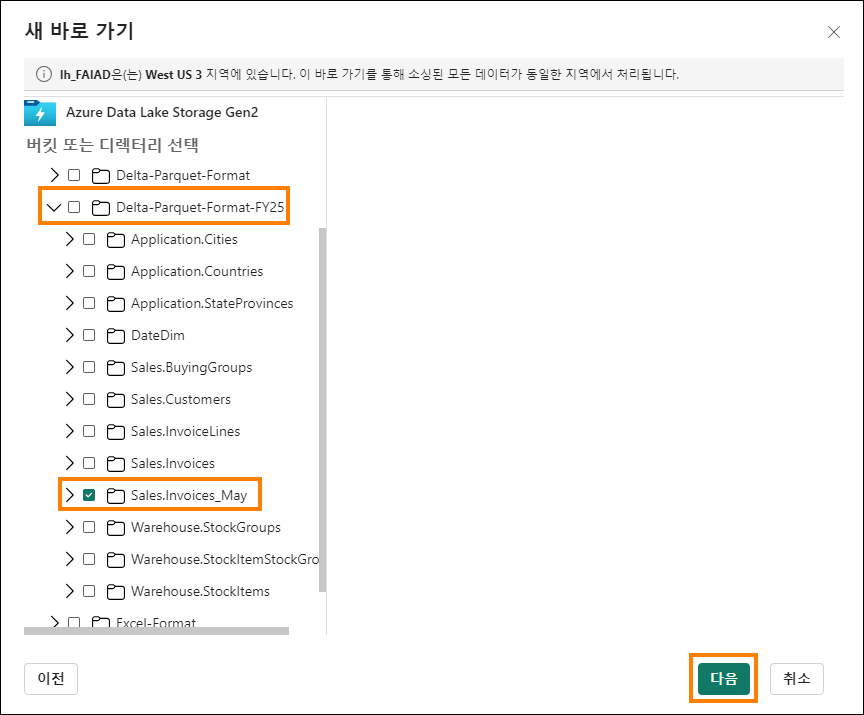 새 바로 가기
lh_FAIAD은(는) West US 3 지역에 있습니다. 이 바로 가기를 통해 소싱된 모든 데이터가 동일한 지역에서 처리됩니다.
Azure Data Lake Storage Gen2
버킷 또는 디렉터리 선택
Delta-Parquet-Format
Delta-Parquet-Format-FY25
Application.Cities
Application.Countries
Application.StateProvinces
DateDim
Sales.BuyingGroups
Sales.Customers
Sales.InvoiceLines
Sales.Invoices
Sales.Invoices_May
Warehouse.StockGroups
Warehouse.StockItemStockGro
Warehouse.StockItems
Excel-Format
이전
다음
취소